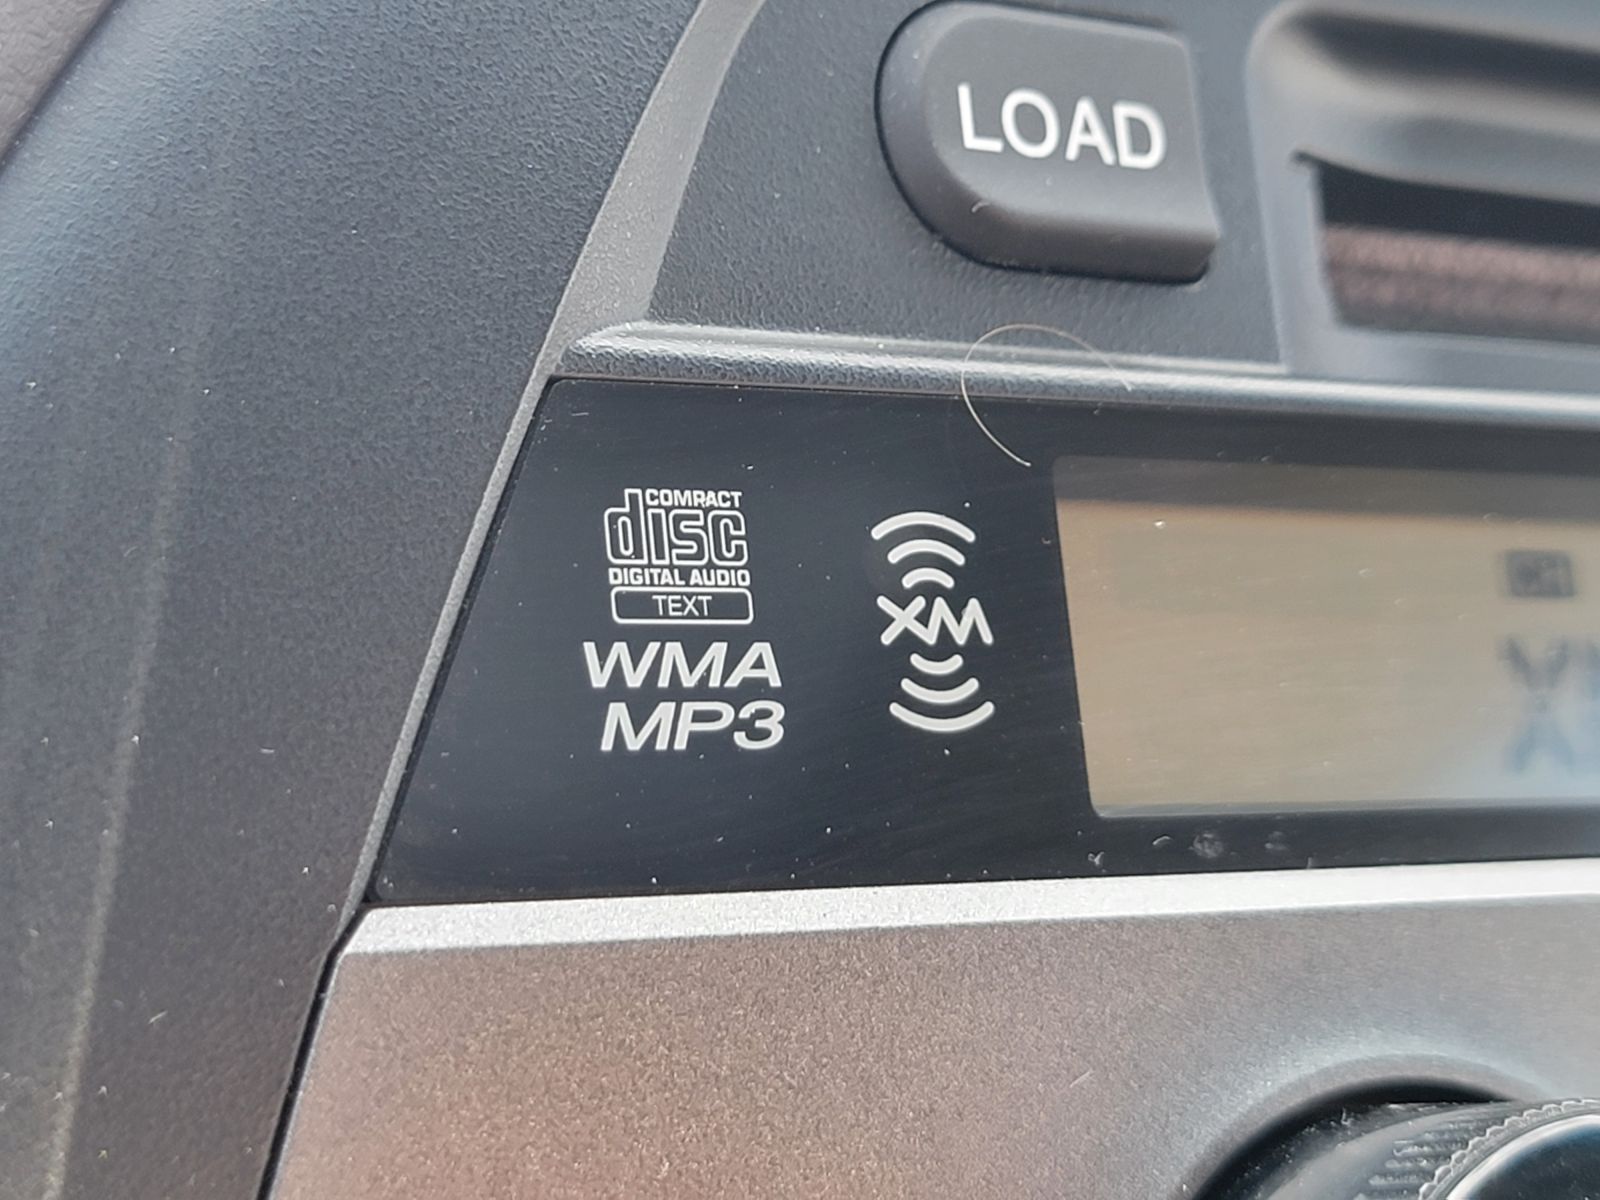 LOAD
COMPACT
disc
DIGITAL AUDIO
TEXT
WMA
MP3
XM